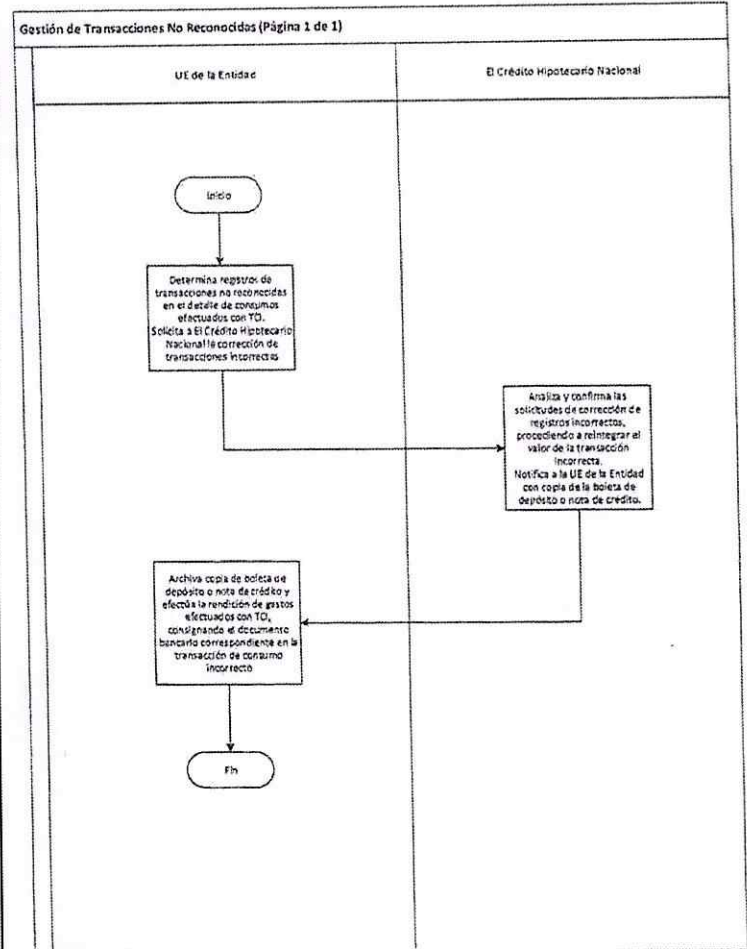 Gestión de Transacciones No Reconocidas (Página 1 de 1)
UE de la Entidad
El Crédito Hipotecario Nacional
Inicio
Determina registros de
transacciones no reconocidas
en el detalle de consumos
efectuados con TO.
Solicita a El Crédito Hipotecario
Nacional la corrección de
transacciones incorrectas
Analiza y confirma las
solicitudes de corrección de
registros incorrectos,
procediendo a reintegrar el
valor de la transacción
incorrecta.
Notifica a la UE de la Entidad
con copia de la boleta de
depósito o nota de crédito.
Archiva copia de boleta de
depósito o nota de crédito y
efectúa la rendición de gastos
efectuados con TO,
consignando el documento
bancario correspondiente en la
transacción de consumo
incorrecto
Fin